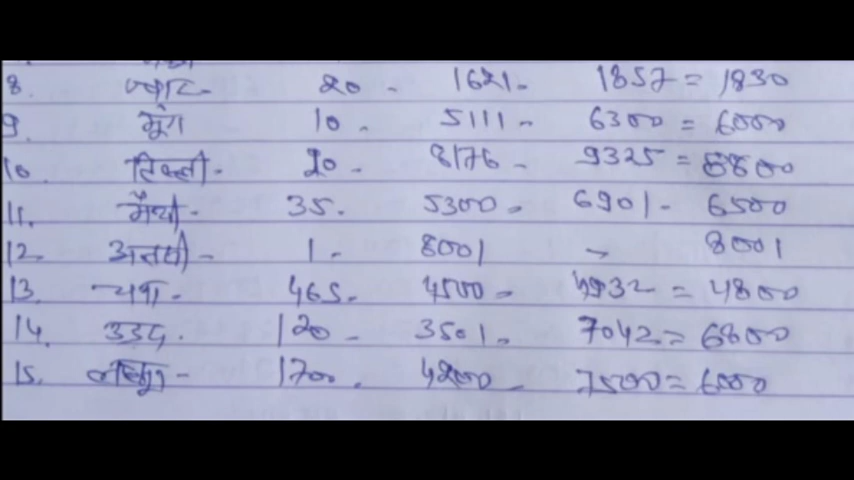 8. ज्वार - 20 - 1621 - 1857 = 1830
9. मूंग 10 - 5111 - 6300 = 6000
10. तिल्ली - 20 - 8176 - 9325 = 8800
11. मैथी - 35 - 5300 - 6901 - 6500
12. अलसी - 1 - 8001 - 8001
13. चना - 465 - 4500 - 4932 = 4800
14. उड़द - 120 - 3501 - 7042 = 6800
15. 1700 - 4200 - 7500 = 6000